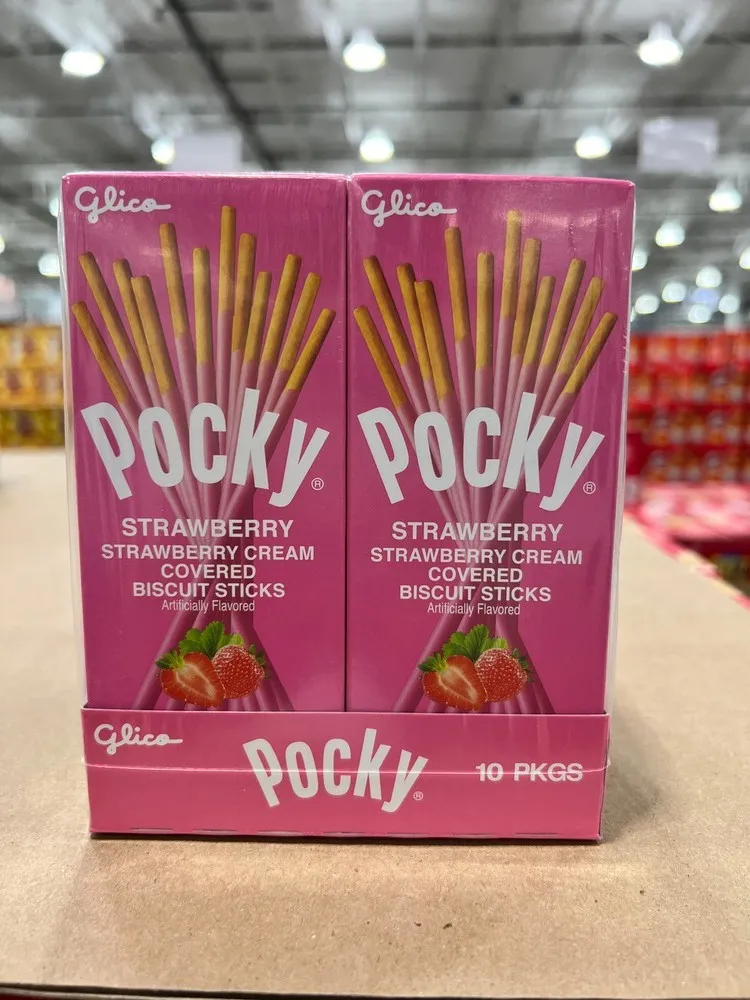 Glico
Pocky®
STRAWBERRY
STRAWBERRY CREAM
COVERED
BISCUIT STICKS
Artificially Flavored
Glico
Pocky®
STRAWBERRY
STRAWBERRY CREAM
COVERED
BISCUIT STICKS
Artificially Flavored
Glico
Pocky®
10 PKGS